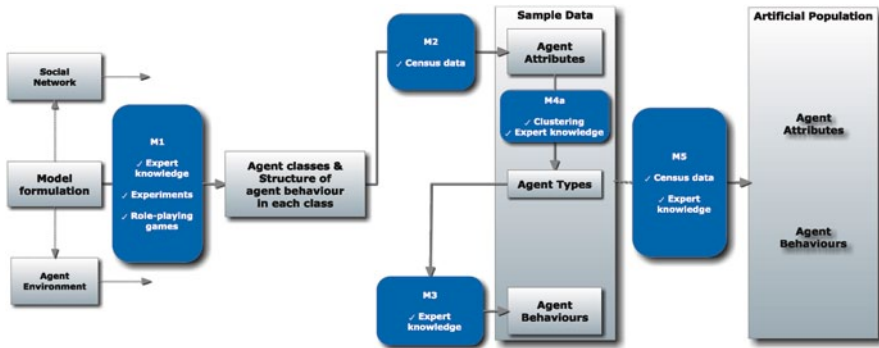 Social
Network
Model
formulation
Agent
Environment
M1
✓ Expert
knowledge
✓ Experiments
✓ Role-playing
games
Agent classes &
Structure of
agent behaviour
in each class
M2
✓ Census data
Sample Data
Agent
Attributes
M4a
✓ Clustering
✓ Expert knowledge
Agent Types
M3
✓ Expert
knowledge
Agent
Behaviours
M5
✓ Census data
✓ Expert
knowledge
Artificial Population
Agent
Attributes
Agent
Behaviours